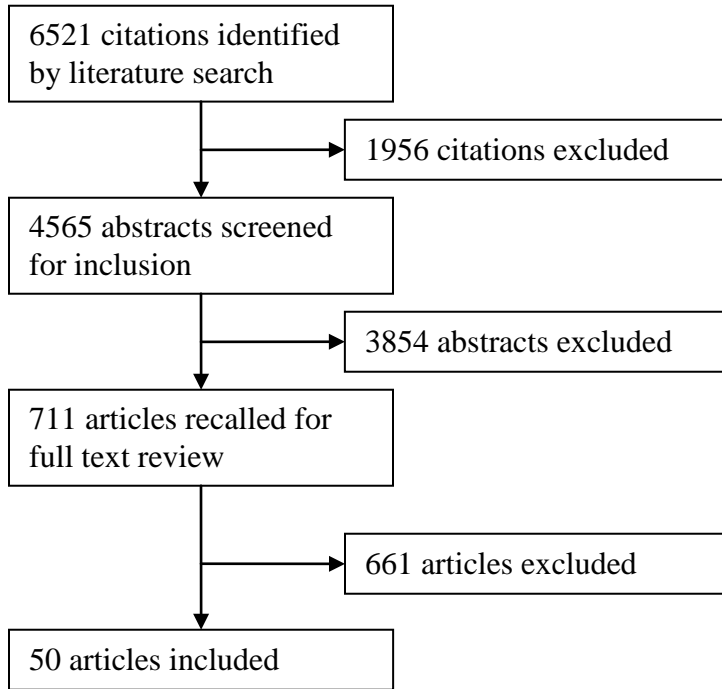 6521 citations identified
by literature search
1956 citations excluded
4565 abstracts screened
for inclusion
3854 abstracts excluded
711 articles recalled for
full text review
661 articles excluded
50 articles included